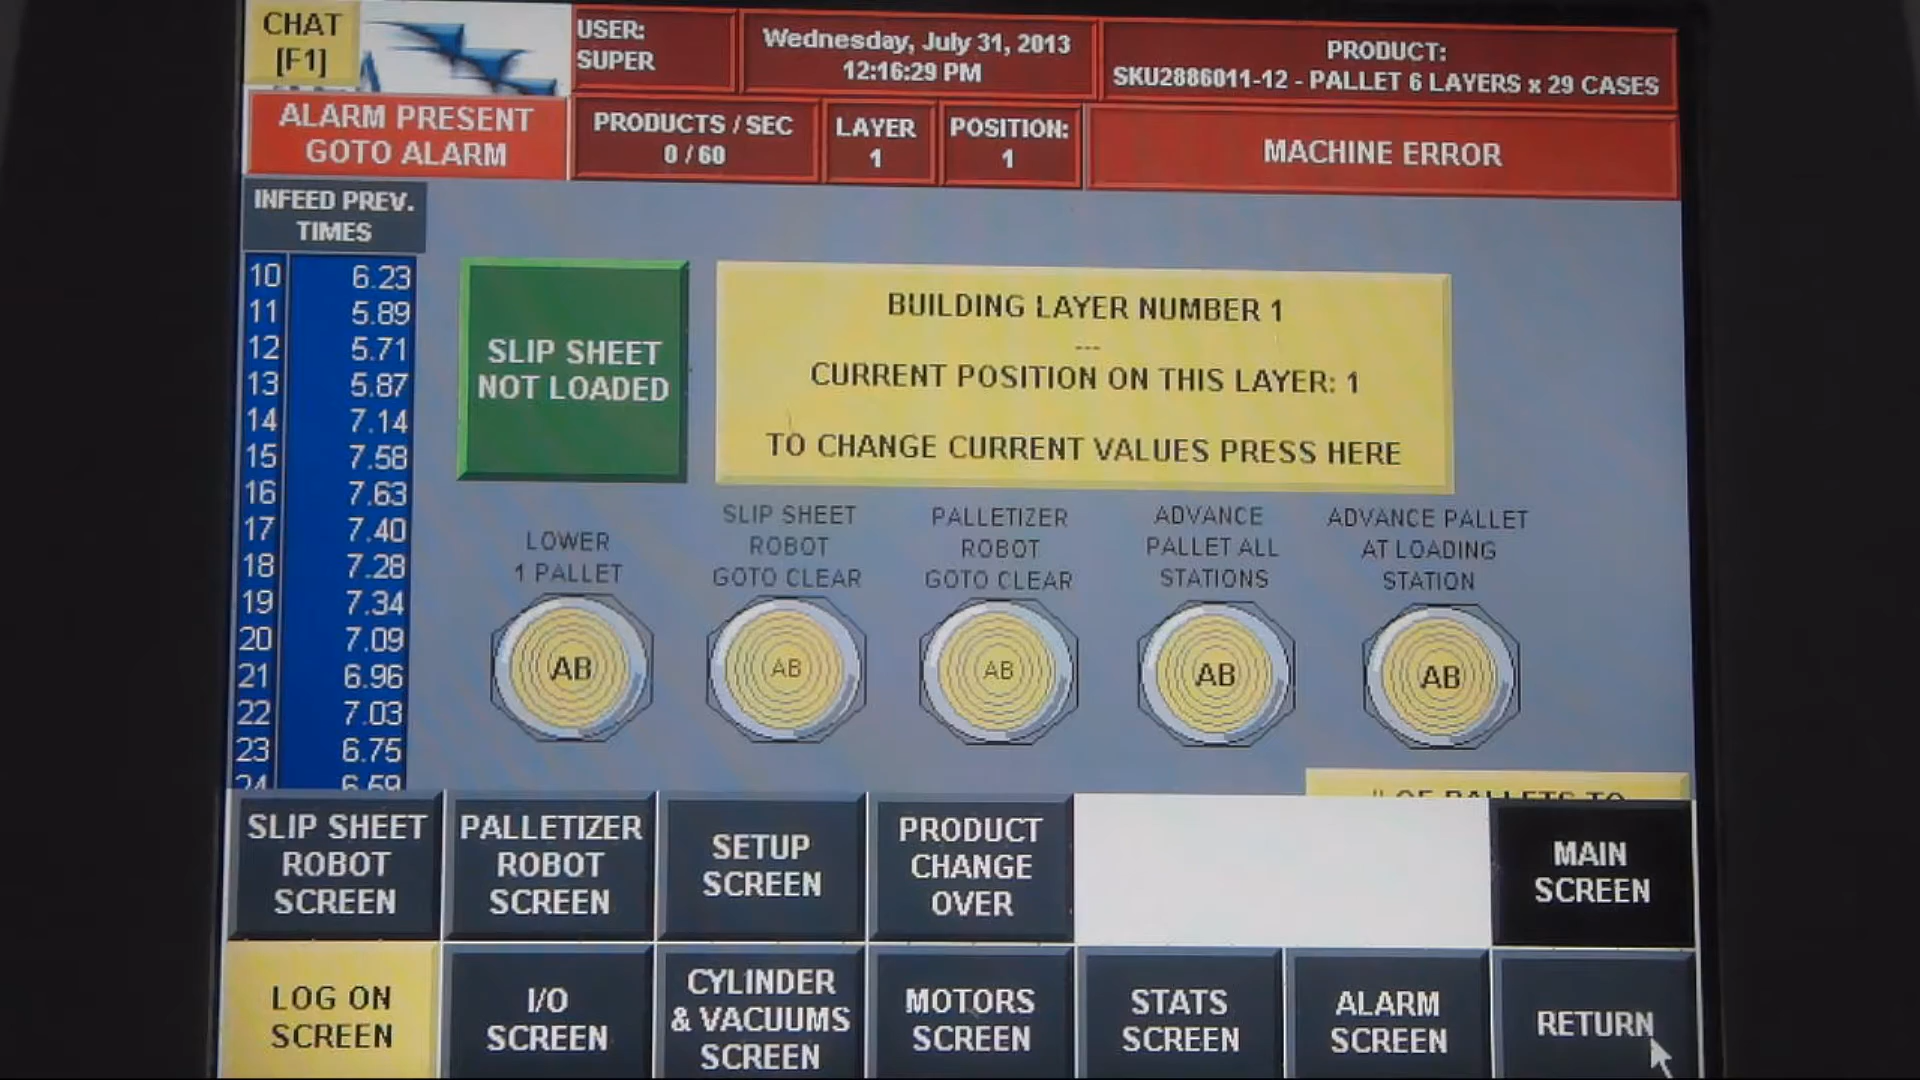 CHAT
[F1]
USER:
SUPER
Wednesday, July 31, 2013
12:16:29 PM
PRODUCT:
SKU2886011-12 - PALLET 6 LAYERS x 29 CASES
ALARM PRESENT
GOTO ALARM
PRODUCTS / SEC
0 / 60
LAYER
1
POSITION:
1
MACHINE ERROR
INFEED PREV.
TIMES
10 6.23
11 5.89
12 5.71
13 5.87
14 7.14
15 7.58
16 7.63
17 7.40
18 7.28
19 7.34
20 7.09
21 6.96
22 7.03
23 6.75
24 6.59
SLIP SHEET
NOT LOADED
BUILDING LAYER NUMBER 1
---
CURRENT POSITION ON THIS LAYER: 1
TO CHANGE CURRENT VALUES PRESS HERE
LOWER
1 PALLET
AB
SLIP SHEET
ROBOT
GOTO CLEAR
AB
PALLETIZER
ROBOT
GOTO CLEAR
AB
ADVANCE
PALLET ALL
STATIONS
AB
ADVANCE PALLET
AT LOADING
STATION
AB
# OF PALLETS TO
SLIP SHEET
ROBOT
SCREEN
PALLETIZER
ROBOT
SCREEN
SETUP
SCREEN
PRODUCT
CHANGE
OVER
MAIN
SCREEN
LOG ON
SCREEN
I/O
SCREEN
CYLINDER
& VACUUMS
SCREEN
MOTORS
SCREEN
STATS
SCREEN
ALARM
SCREEN
RETURN